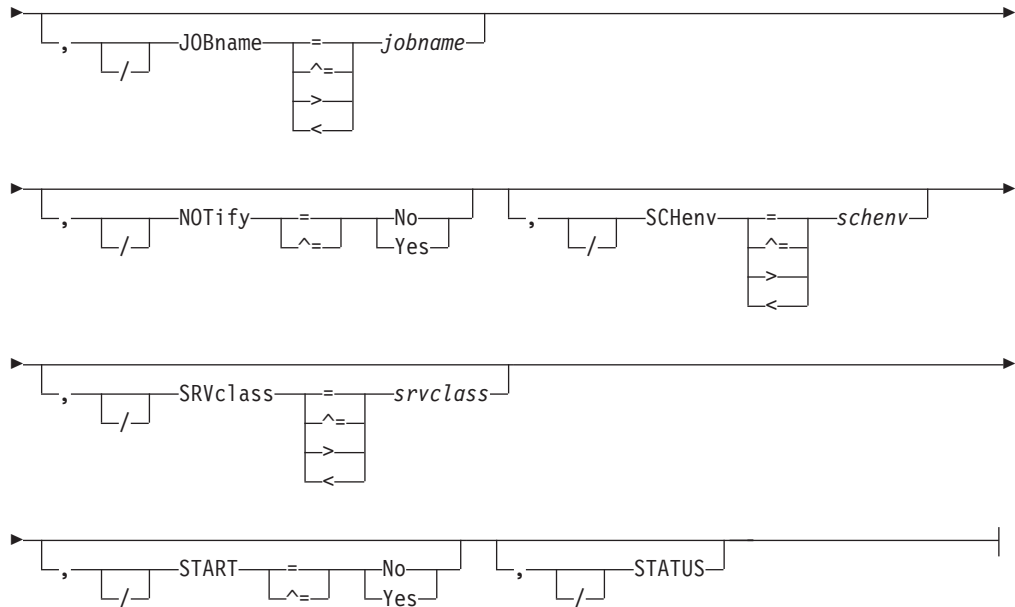 , / JOBname = jobname
^=
>
<
, / NOTify = No , / SCHenv = schenv
^= Yes ^=
>
<
, / SRVclass = srvclass
^=
>
<
, / START = No , / STATUS
^= Yes